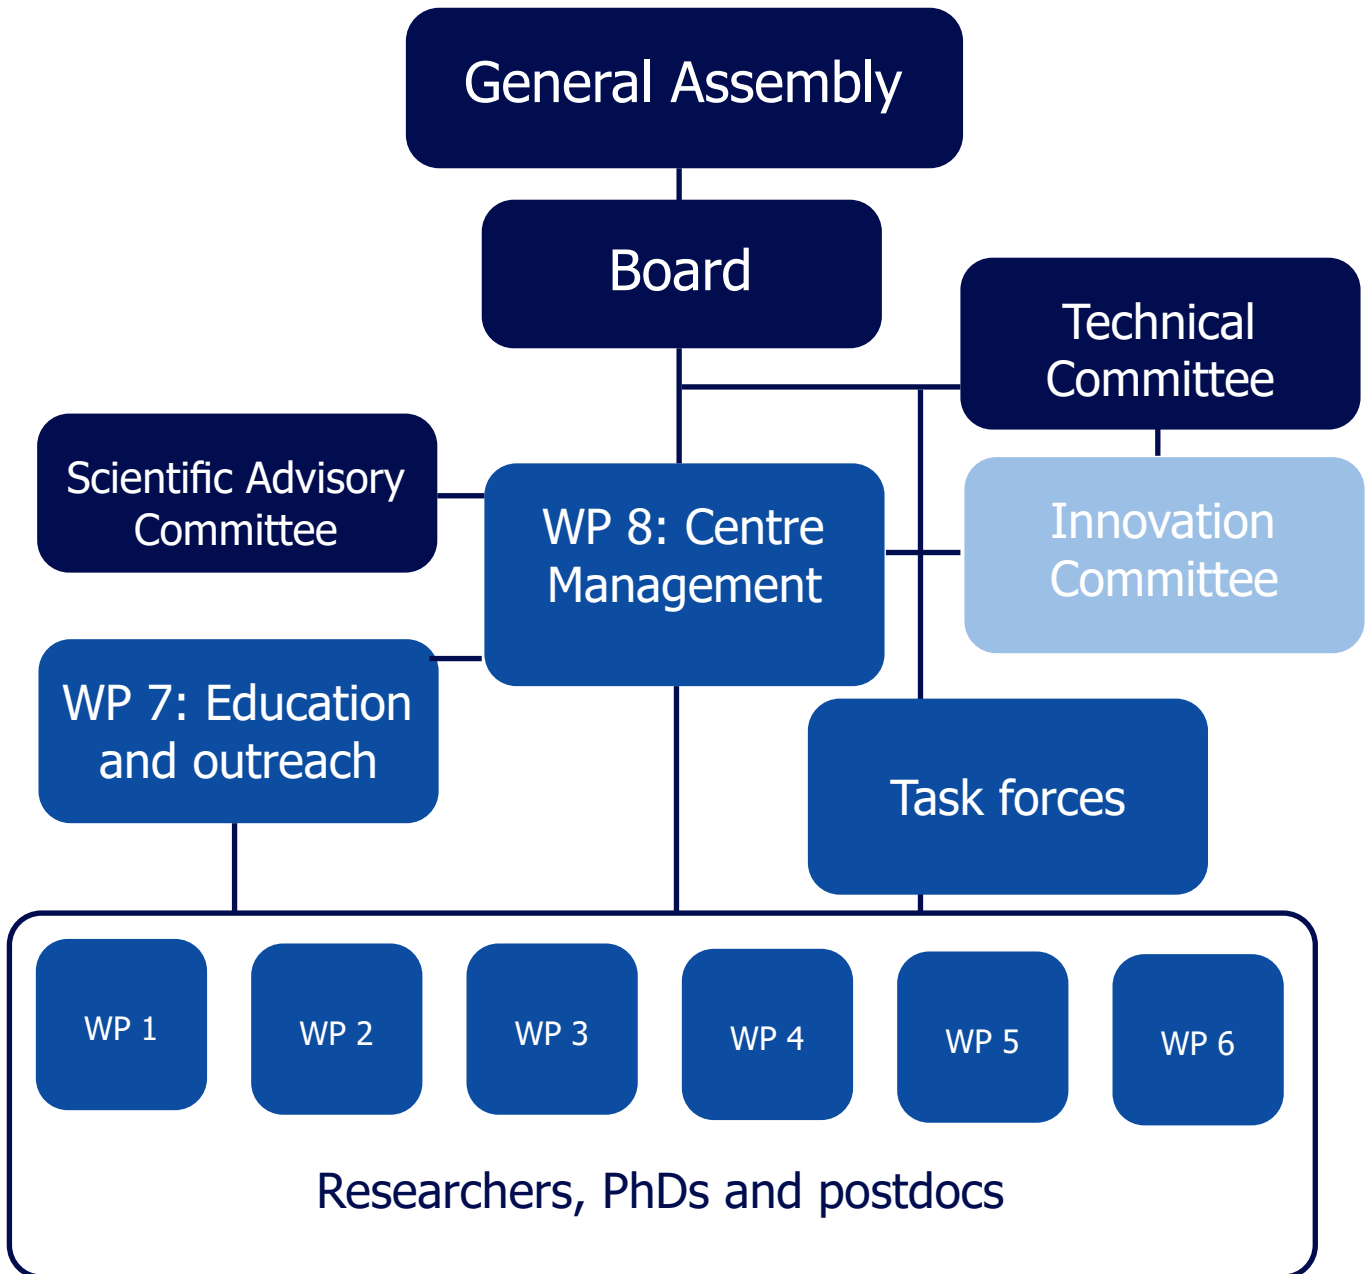 General Assembly
Board
Technical
Committee
Scientific Advisory
Committee
WP 8: Centre
Management
Innovation
Committee
WP 7: Education
and outreach
Task forces
WP 1
WP 2
WP 3
WP 4
WP 5
WP 6
Researchers, PhDs and postdocs